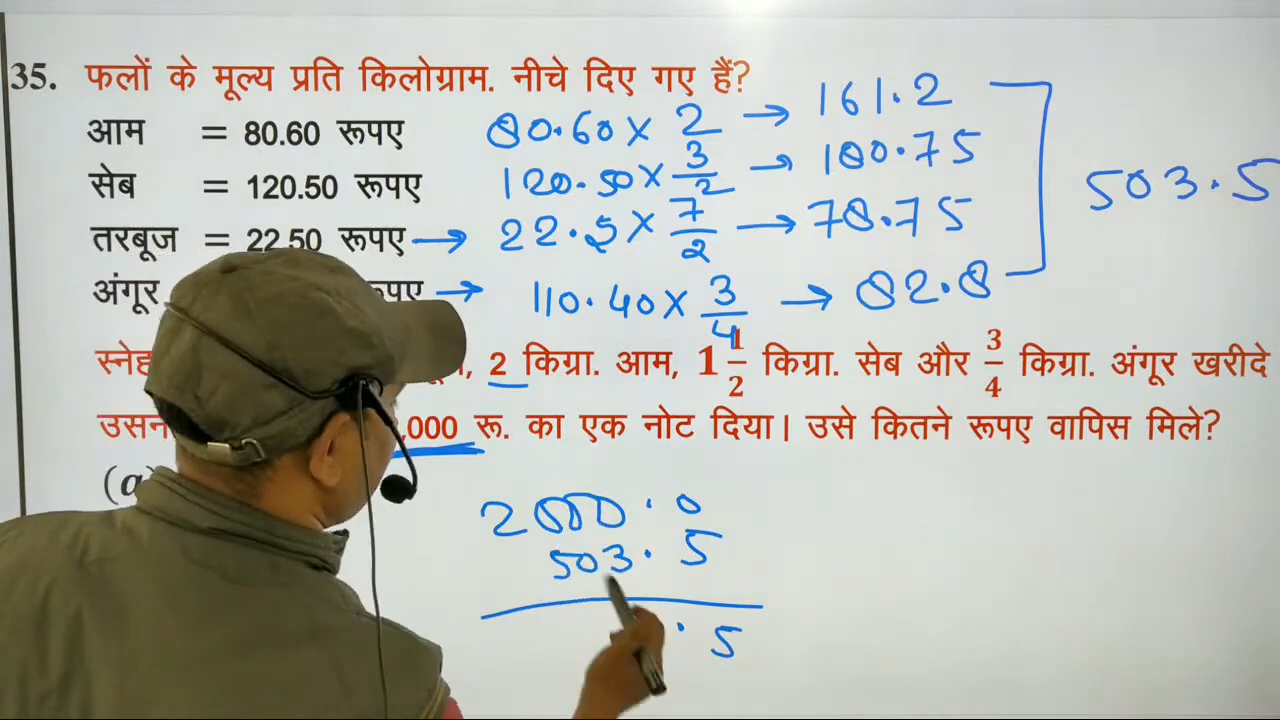 35. फलों के मूल्य प्रति किलोग्राम. नीचे दिए गए हैं?
आम = 80.60 रूपए 80.60 x 2 → 161.2
सेब = 120.50 रूपए 120.50 x 3/2 → 180.75
तरबूज = 22.50 रूपए → 22.5 x 7/2 → 78.75
अंगूर → 110.40 x 3/4 → 82.8
503.5
2 किग्रा. आम, 1 1/2 किग्रा. सेब और 3/4 किग्रा. अंगूर खरीदे
,000 रू. का एक नोट दिया। उसे कितने रूपए वापिस मिले?
(a)
2000.0
503.5
.5